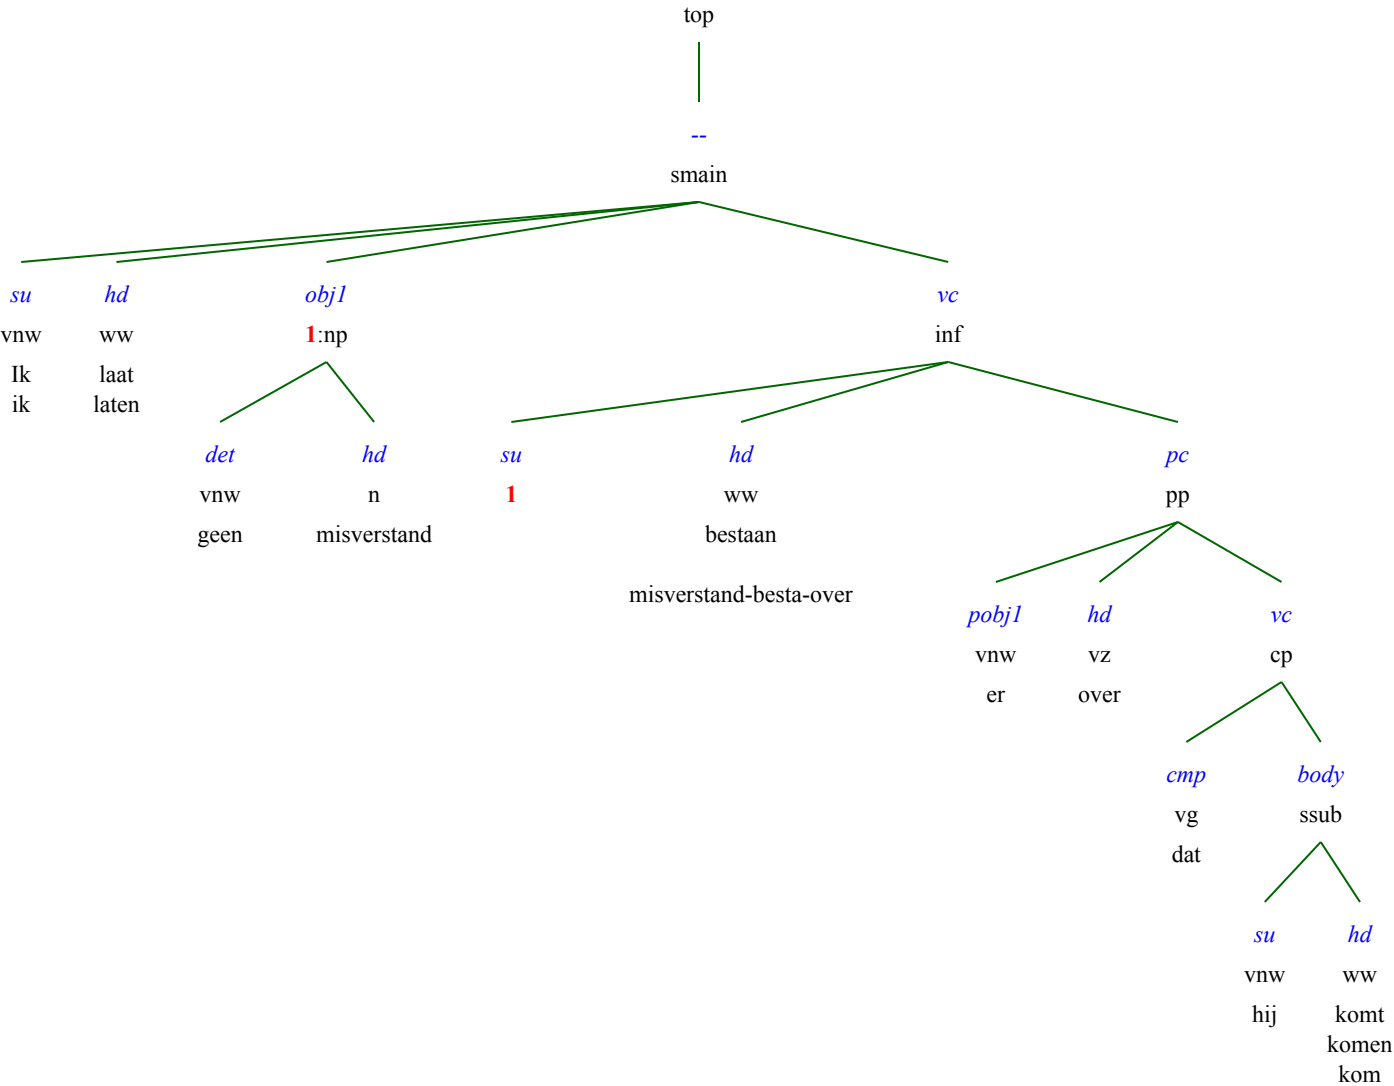 top
--
smain
su hd obj1 vc
vnw ww 1:np inf
Ik laat
ik laten
det hd su hd pc
vnw n 1 ww pp
geen misverstand bestaan
misverstand-besta-over
pobj1 hd vc
vnw vz cp
er over
cmp body
vg ssub
dat
su hd
vnw ww
hij komt
komen
kom